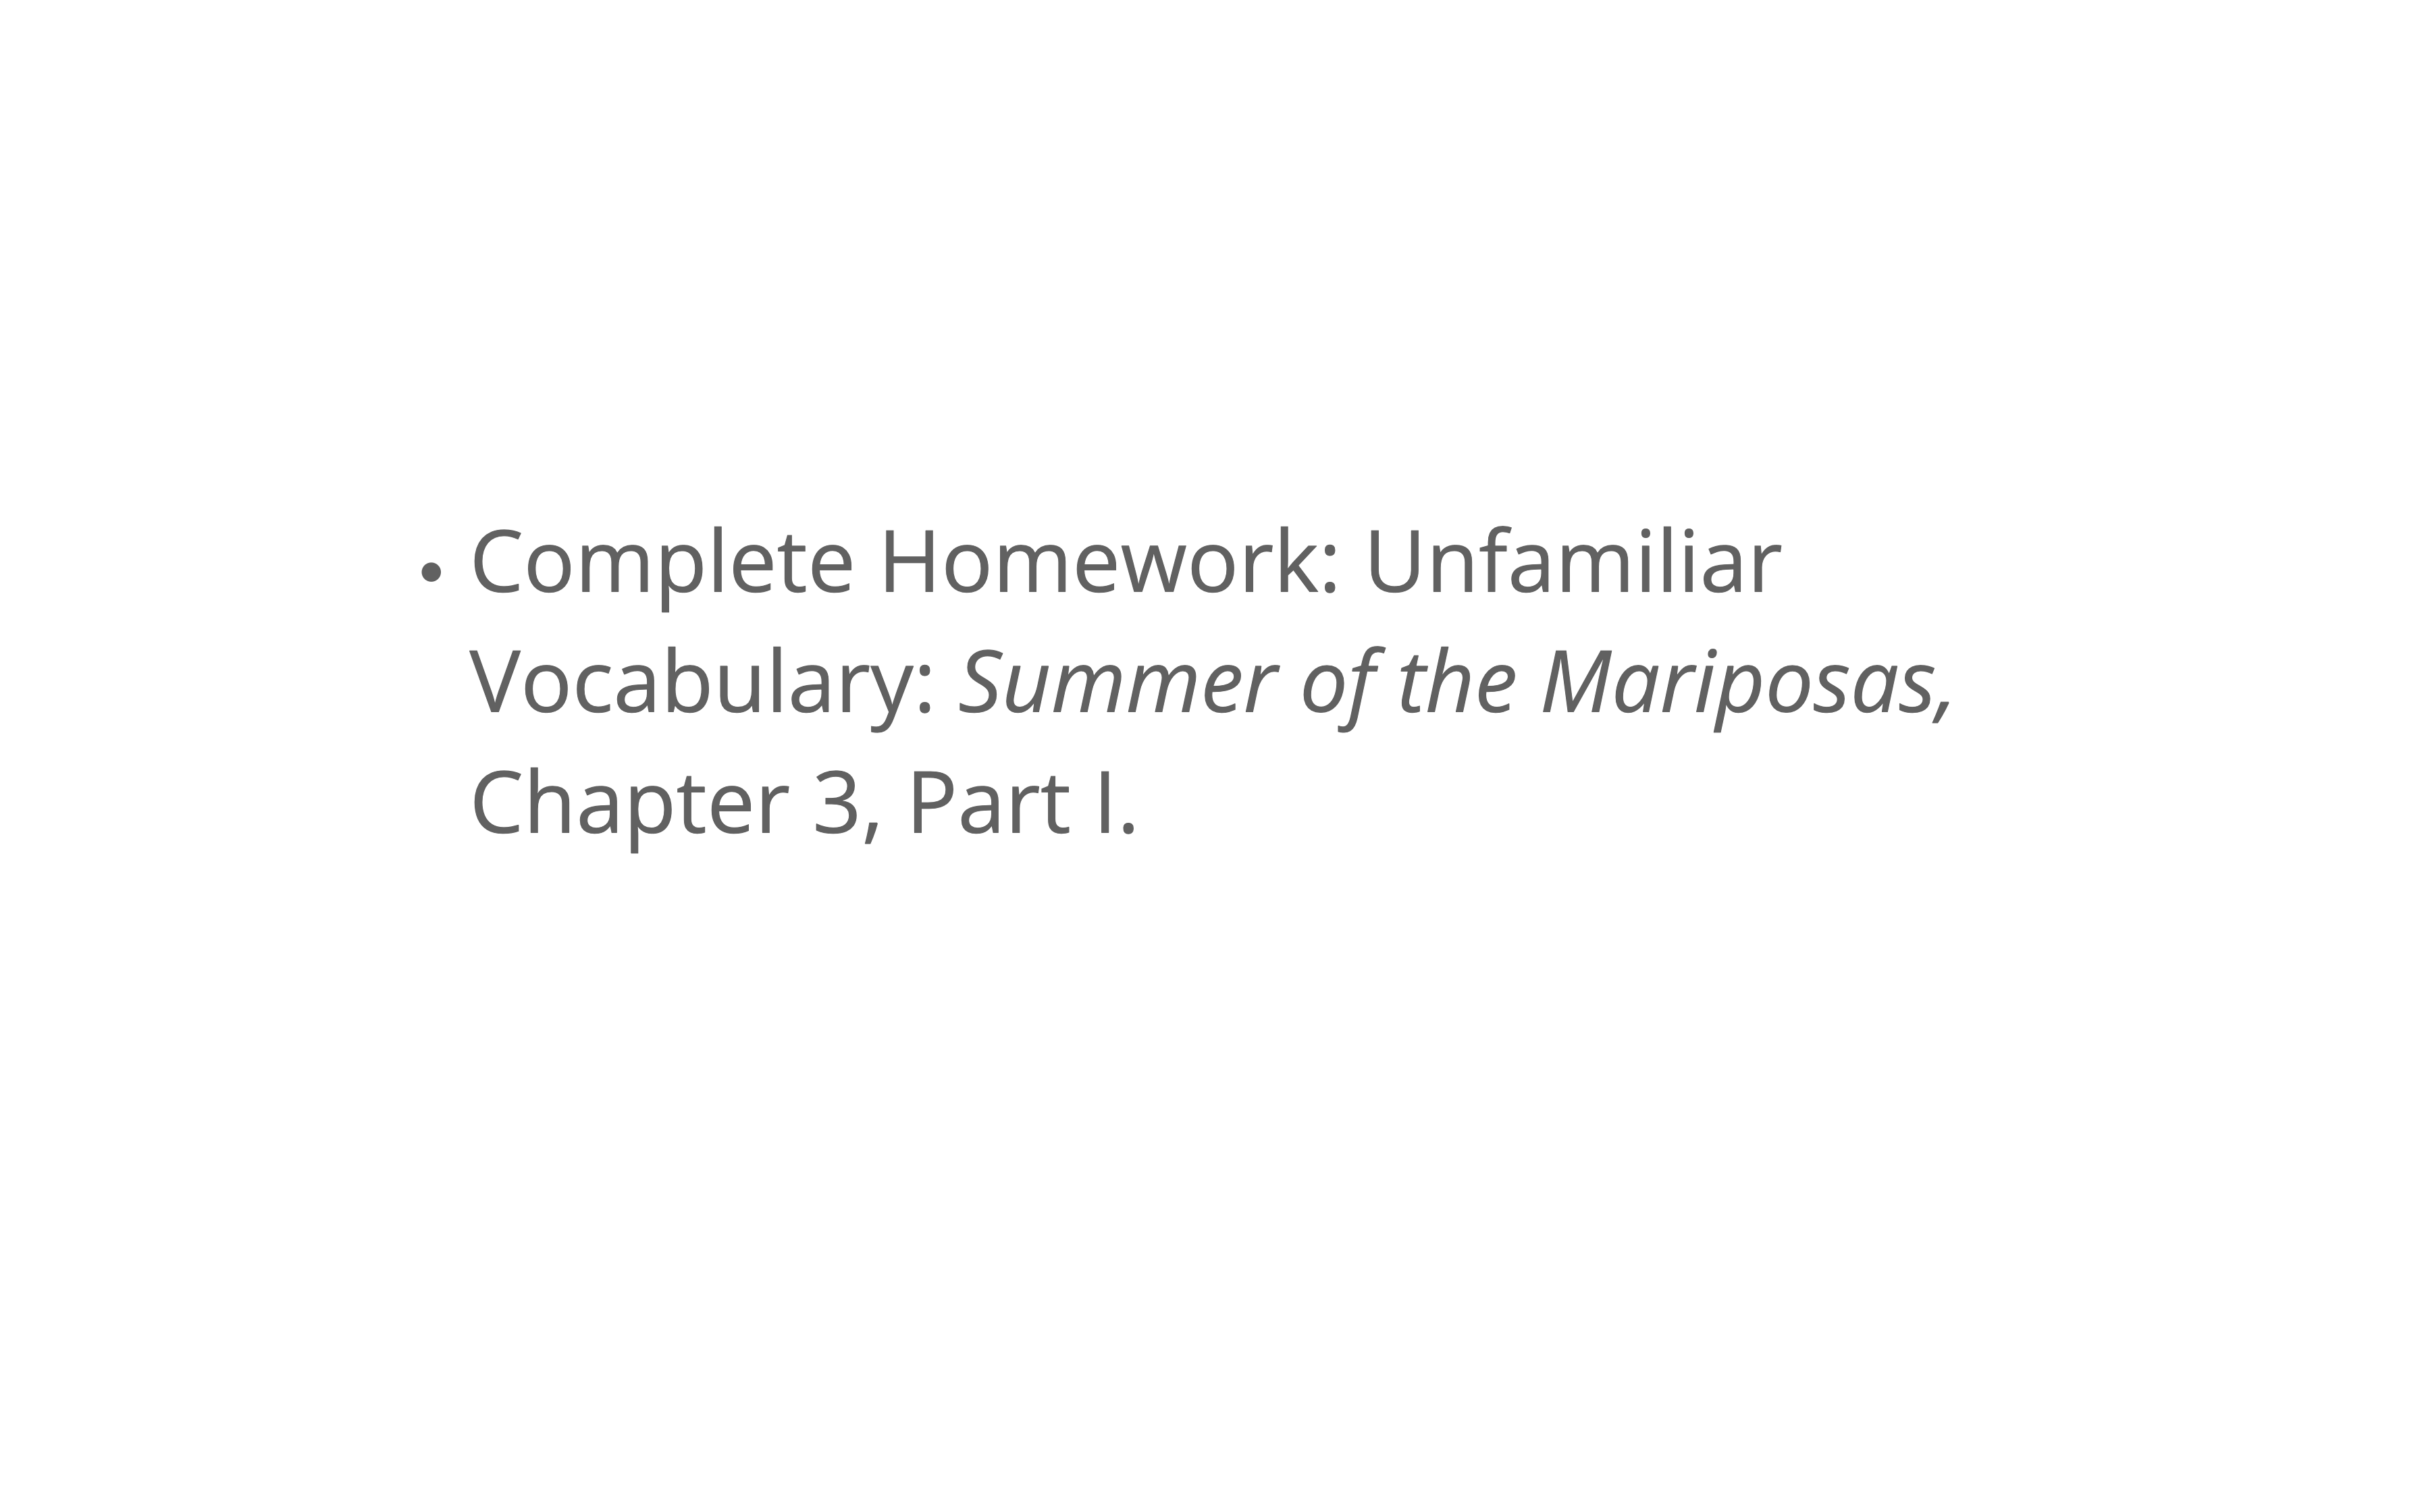 • Complete Homework: Unfamiliar
Vocabulary: Summer of the Mariposas,
Chapter 3, Part I.